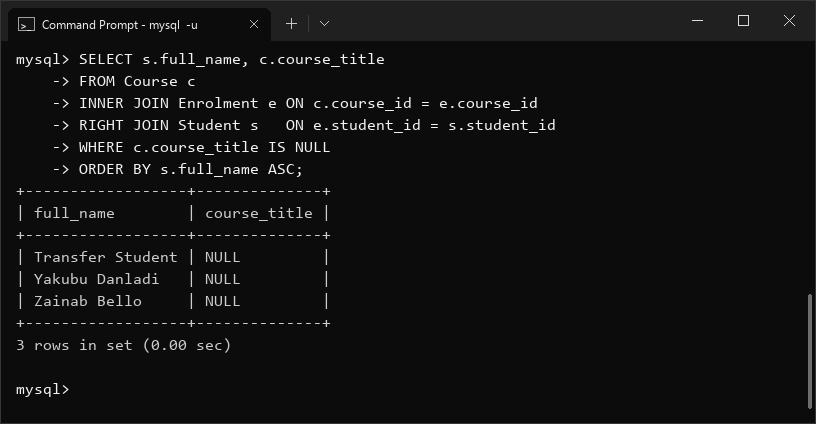 Command Prompt - mysql  -u
mysql> SELECT s.full_name, c.course_title
    -> FROM Course c
    -> INNER JOIN Enrolment e ON c.course_id = e.course_id
    -> RIGHT JOIN Student s   ON e.student_id = s.student_id
    -> WHERE c.course_title IS NULL
    -> ORDER BY s.full_name ASC;
+------------------+--------------+
| full_name        | course_title |
+------------------+--------------+
| Transfer Student | NULL         |
| Yakubu Danladi   | NULL         |
| Zainab Bello     | NULL         |
+------------------+--------------+
3 rows in set (0.00 sec)
mysql>